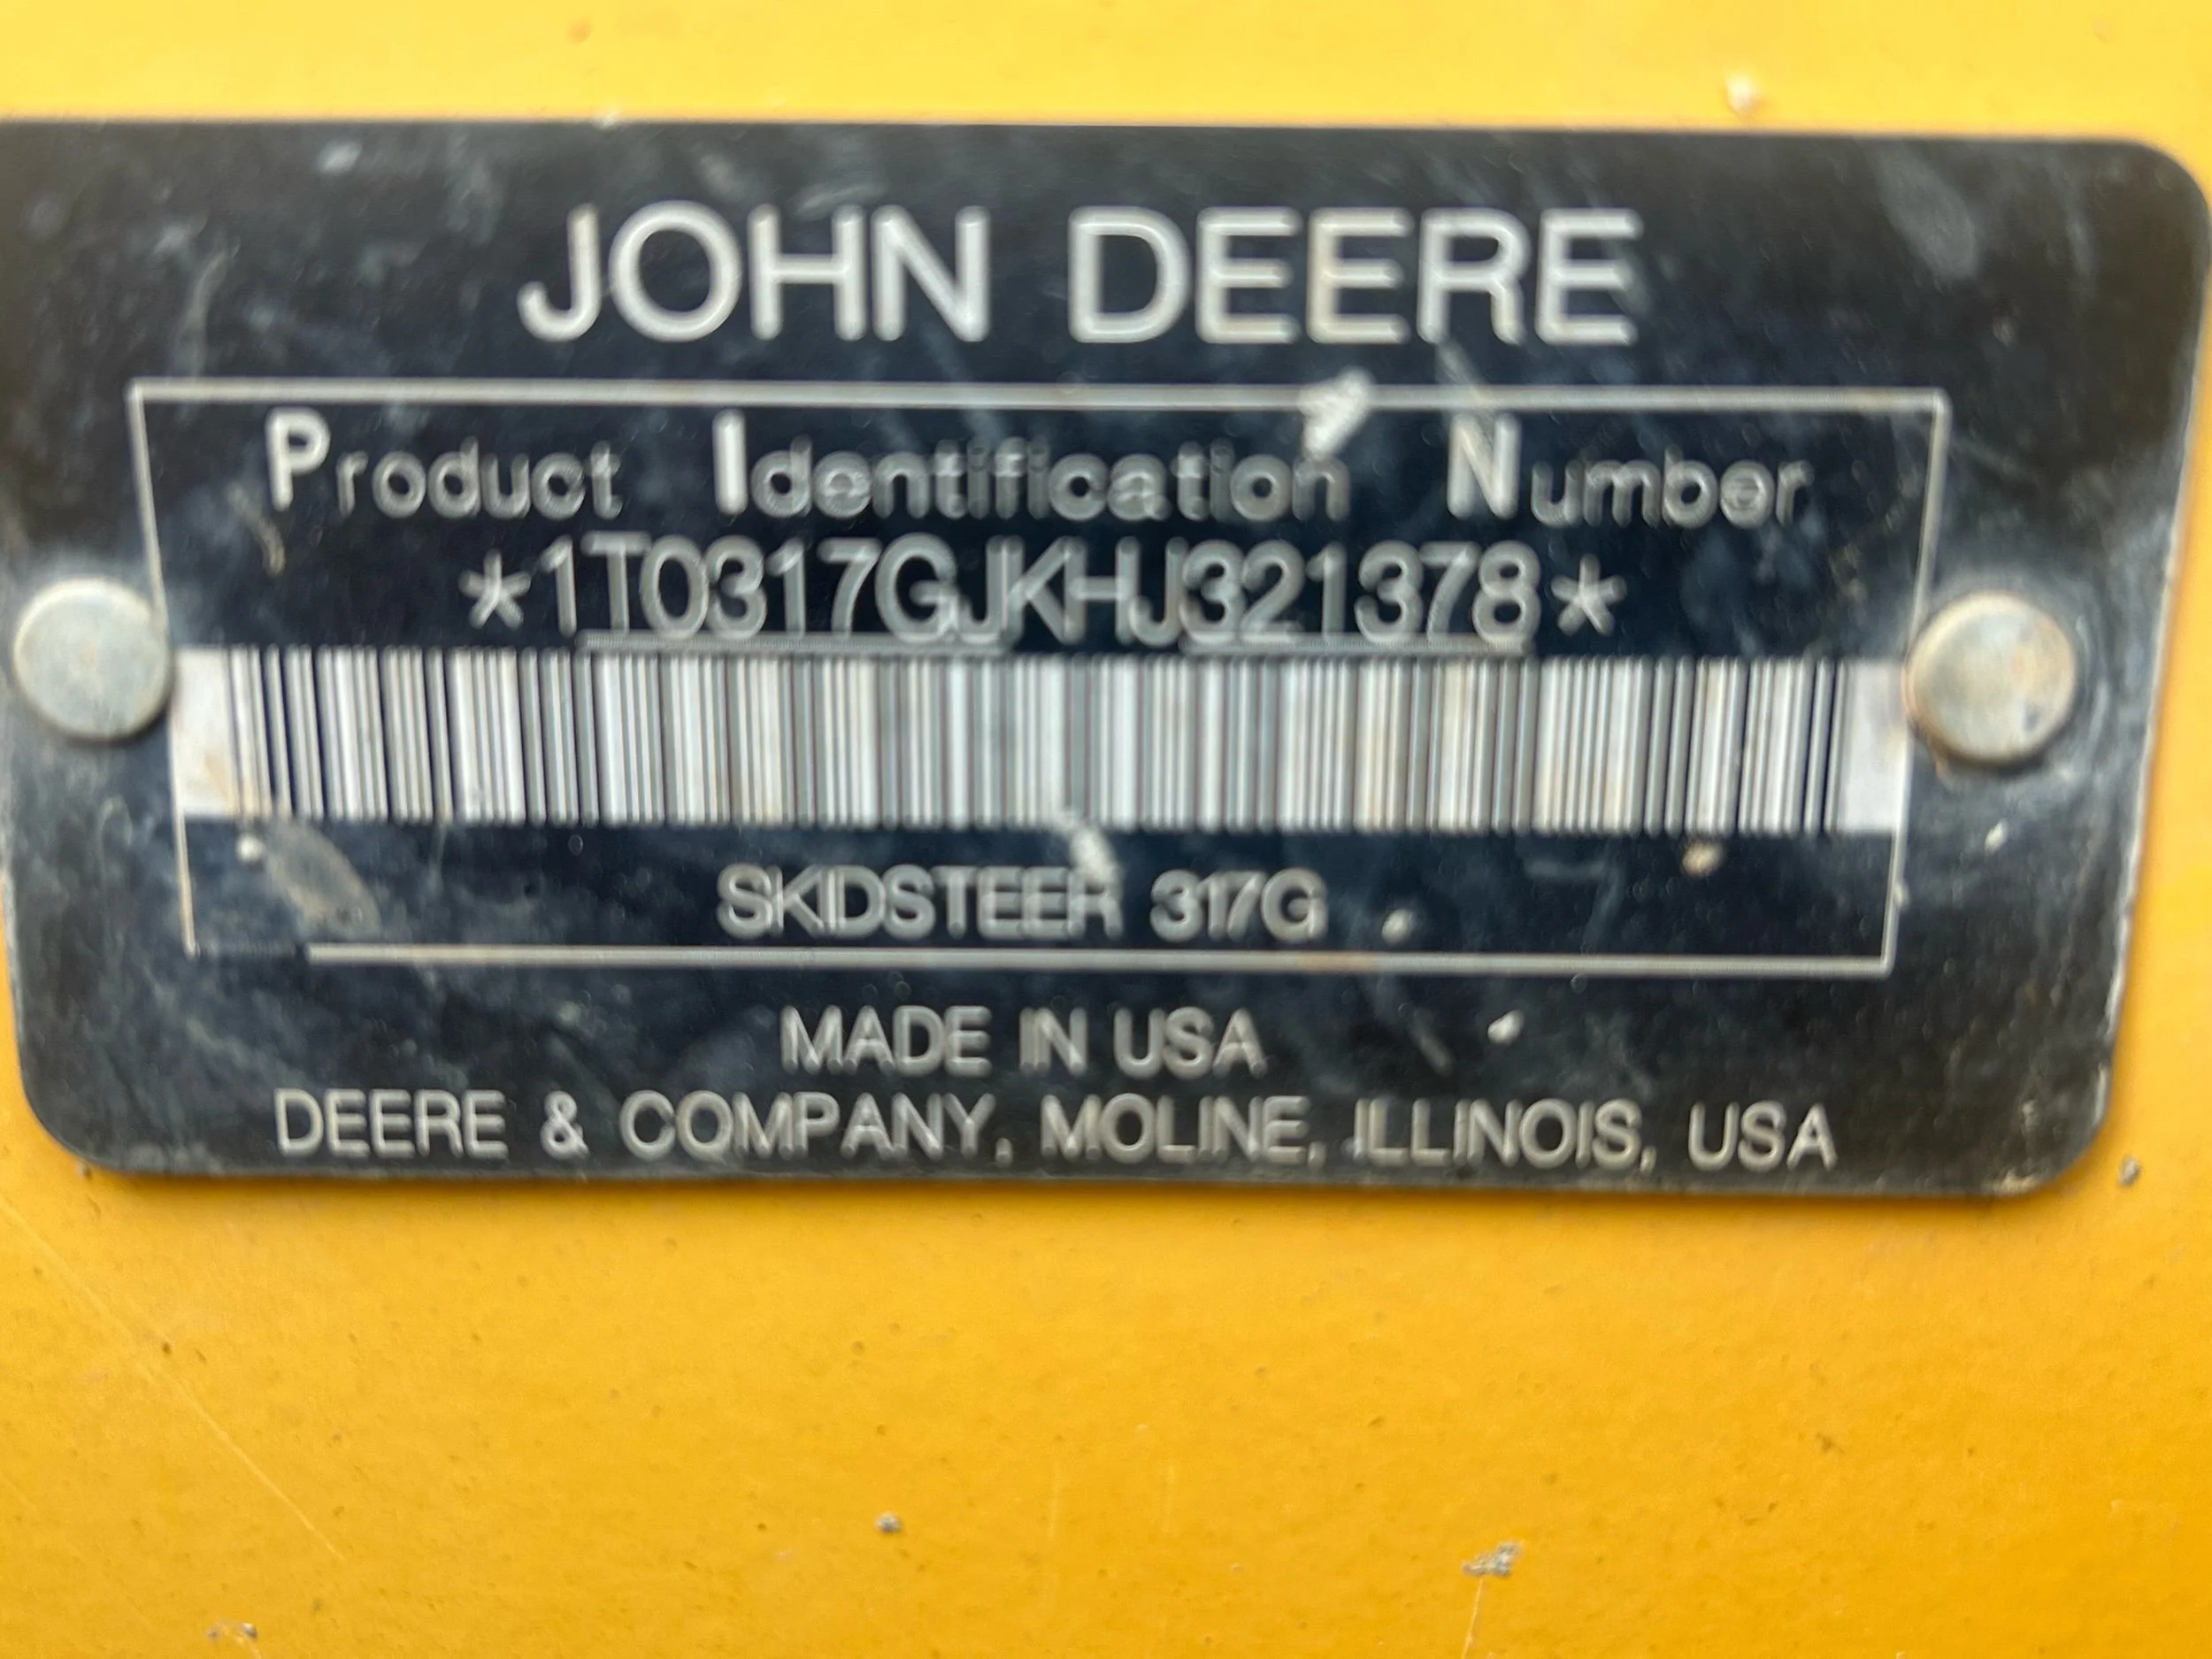 JOHN DEERE
Product Identification Number
*1T0317GJKHJ321378*
SKIDSTEER 317G
MADE IN USA
DEERE & COMPANY, MOLINE, ILLINOIS, USA